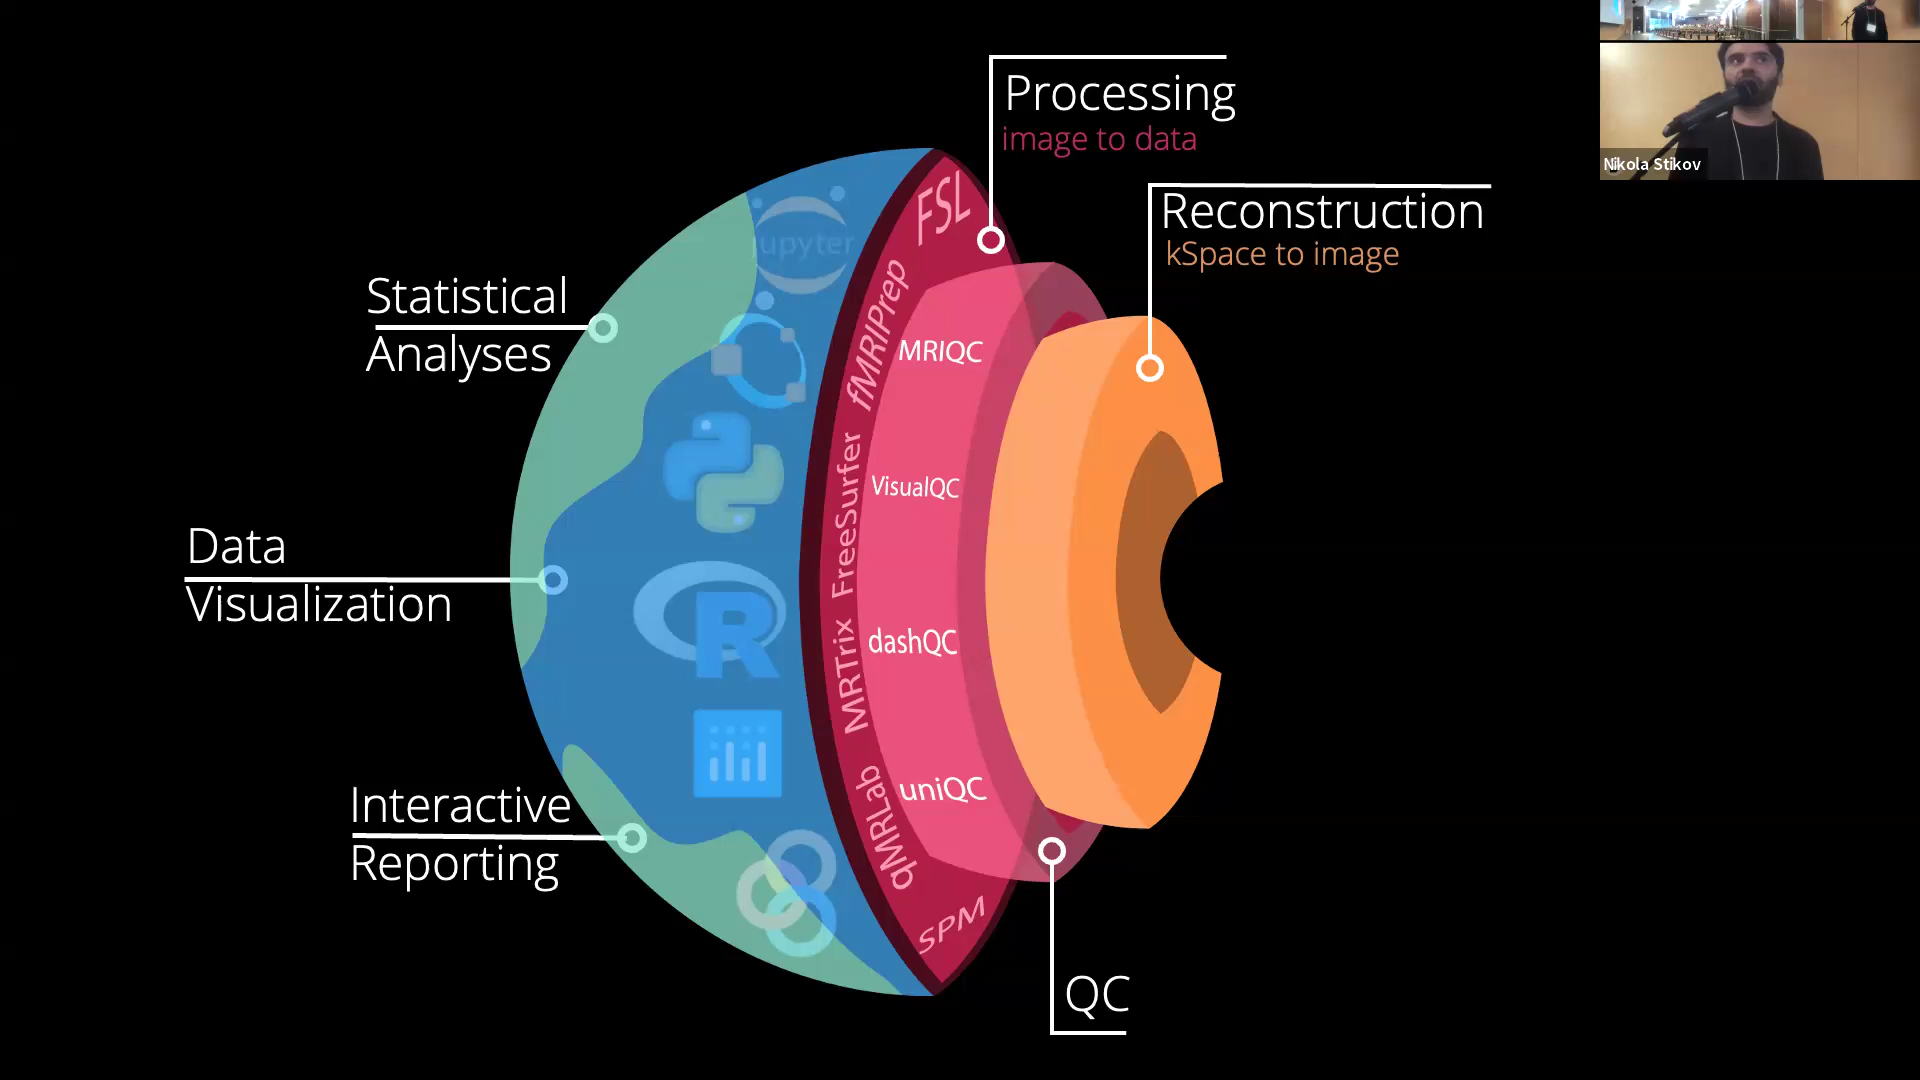 Processing
image to data
Reconstruction
kSpace to image
Nikola Stikov
Statistical
Analyses
Data
Visualization
Interactive
Reporting
jupyter
R
FSL
fMRIPrep
FreeSurfer
MRTrix
qMRLab
SPM
MRIQC
VisualQC
dashQC
uniQC
QC